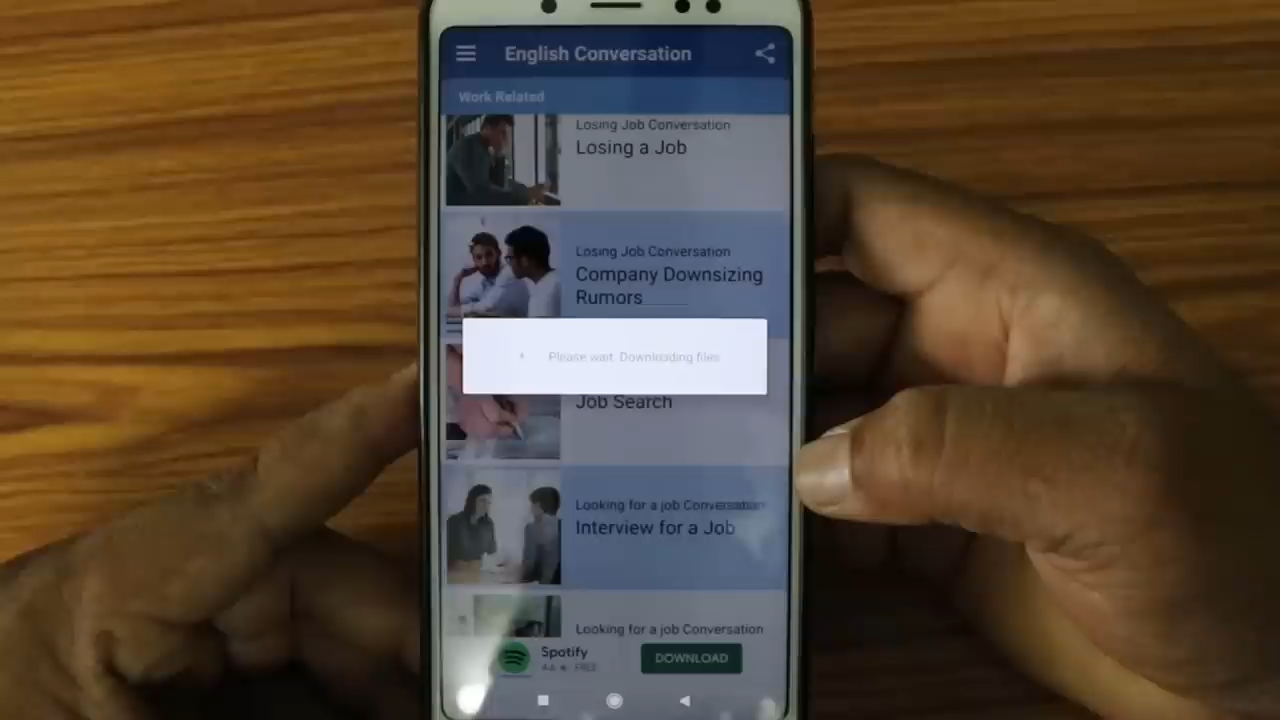 English Conversation
Work Related
Losing Job Conversation
Losing a Job
Losing Job Conversation
Company Downsizing
Rumors
Please wait. Downloading files
Job Search
Looking for a job Conversation
Interview for a Job
Looking for a job Conversation
Spotify
FREE
DOWNLOAD